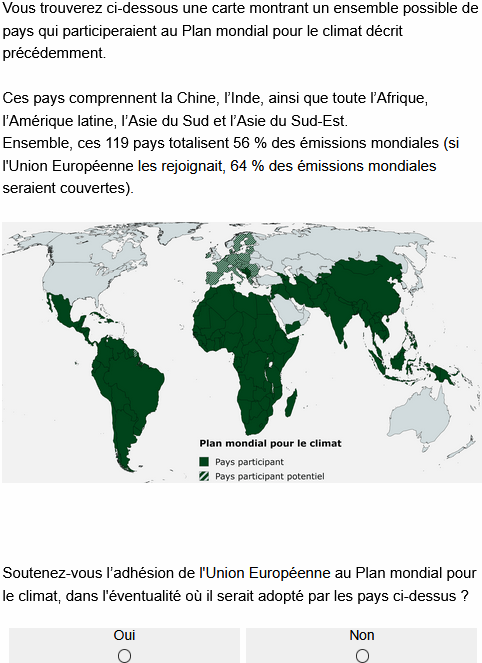 Vous trouverez ci-dessous une carte montrant un ensemble possible de
pays qui participeraient au Plan mondial pour le climat décrit
précédemment.
Ces pays comprennent la Chine, l’Inde, ainsi que toute l’Afrique,
l’Amérique latine, l’Asie du Sud et l’Asie du Sud-Est.
Ensemble, ces 119 pays totalisent 56 % des émissions mondiales (si
l'Union Européenne les rejoignait, 64 % des émissions mondiales
seraient couvertes).
Plan mondial pour le climat
Pays participant
Pays participant potentiel
Soutenez-vous l’adhésion de l'Union Européenne au Plan mondial pour
le climat, dans l'éventualité où il serait adopté par les pays ci-dessus ?
Oui Non